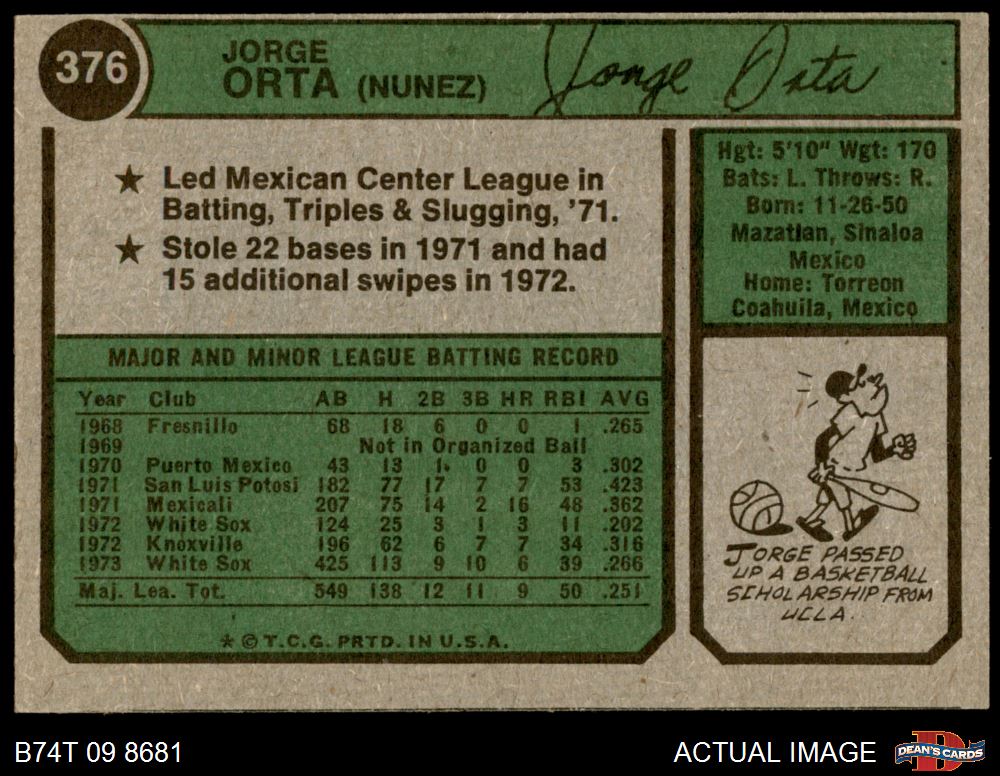 376
JORGE
ORTA (NUNEZ)
Jorge Orta
★ Led Mexican Center League in
Batting, Triples & Slugging, '71.
★ Stole 22 bases in 1971 and had
15 additional swipes in 1972.
Hgt: 5'10" Wgt: 170
Bats: L. Throws: R.
Born: 11-26-50
Mazatlan, Sinaloa
Mexico
Home: Torreon
Coahuila, Mexico
MAJOR AND MINOR LEAGUE BATTING RECORD
Year Club AB H 2B 3B HR RBI AVG
1968 Fresnillo 68 18 6 0 0 1 .265
1969 Not in Organized Ball
1970 Puerto Mexico 43 13 1 0 0 3 .302
1971 San Luis Potosi 182 77 17 7 7 53 .423
1971 Mexicali 207 75 14 2 16 48 .362
1972 White Sox 124 25 3 1 3 11 .202
1972 Knoxville 196 62 6 7 7 34 .316
1973 White Sox 425 113 9 10 6 39 .266
Maj. Lea. Tot. 549 138 12 11 9 50 .251
★ © T.C.G. PRTD. IN U.S.A.
JORGE PASSED
UP A BASKETBALL
SCHOLARSHIP FROM
UCLA.
B74T 09 8681
ACTUAL IMAGE
D
DEAN'S CARDS